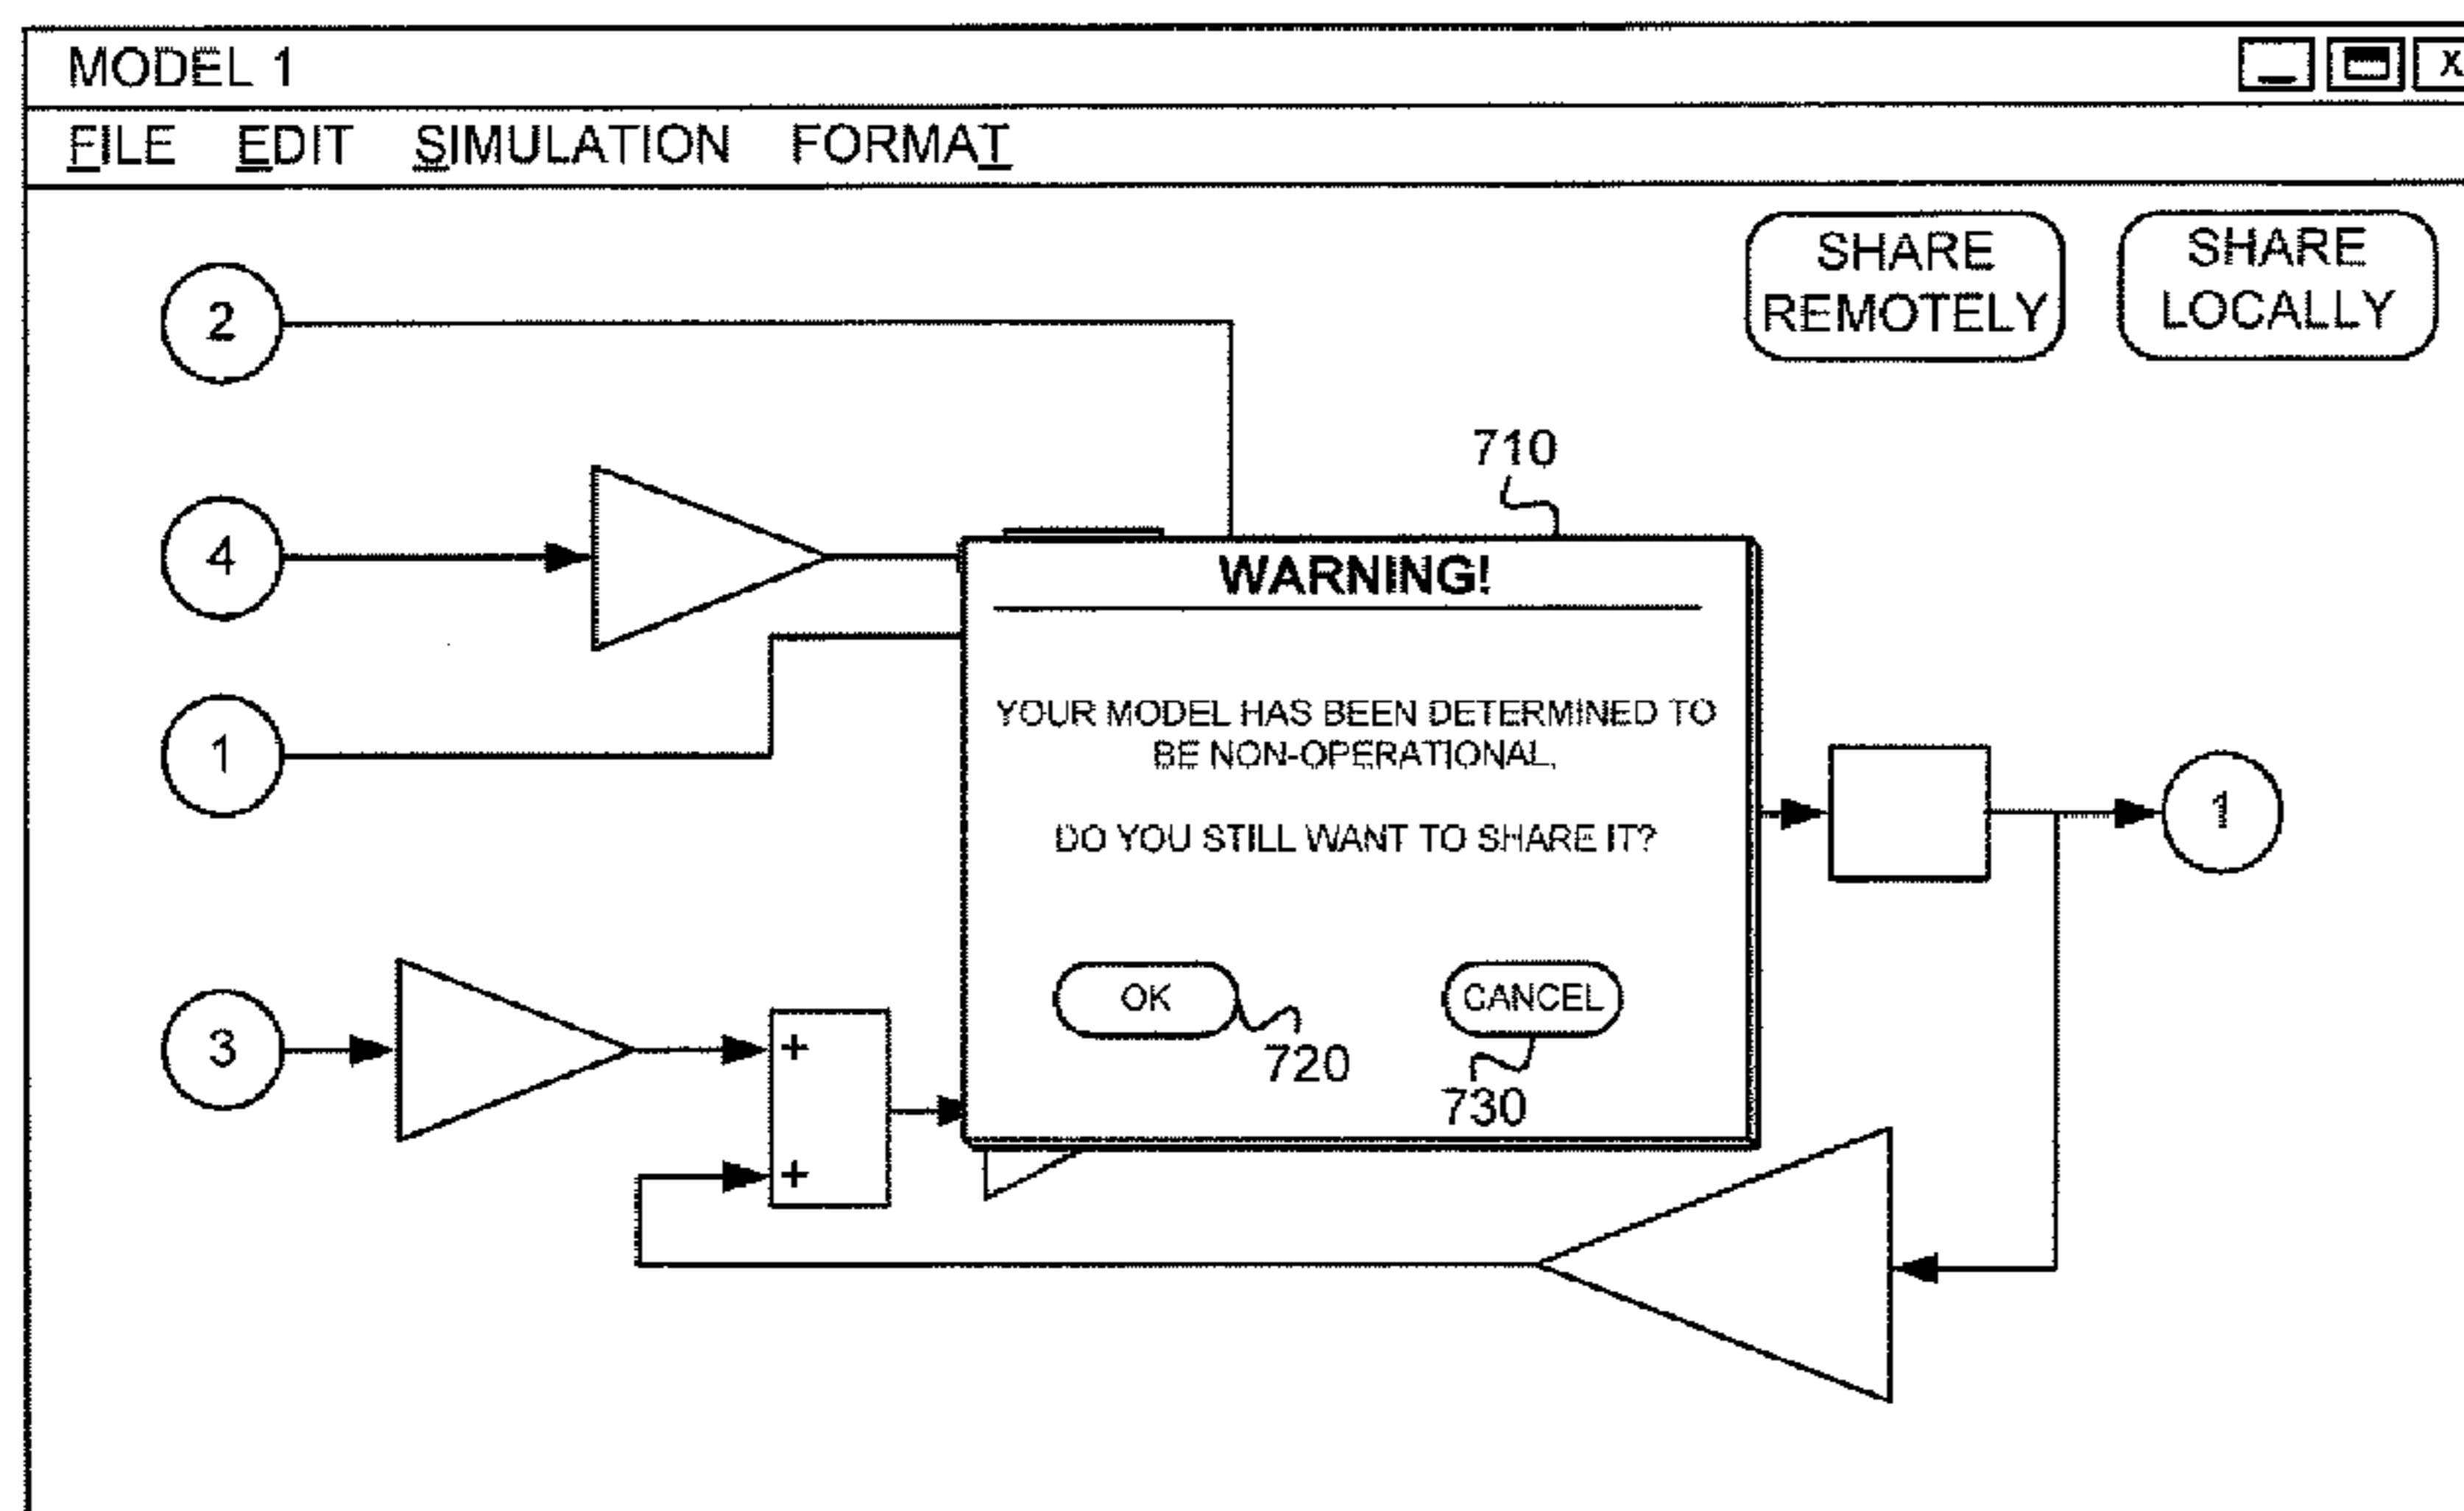 MODEL 1
X
FILE EDIT SIMULATION FORMAT
SHARE
REMOTELY
SHARE
LOCALLY
2
710
4
WARNING!
1
YOUR MODEL HAS BEEN DETERMINED TO
BE NON-OPERATIONAL.
DO YOU STILL WANT TO SHARE IT?
1
OK
CANCEL
3
+
720
730
+